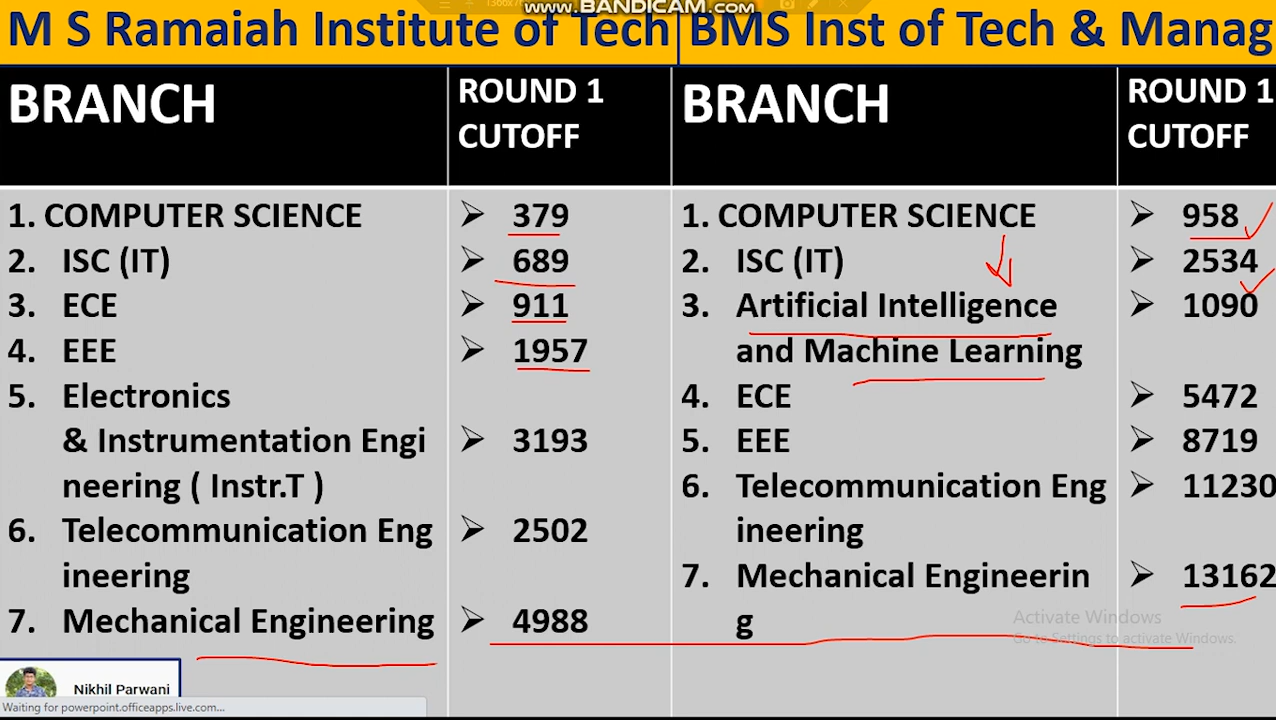 www.BANDICAM.com
M S Ramaiah Institute of Tech
BMS Inst of Tech & Manag
BRANCH
ROUND 1
CUTOFF
BRANCH
ROUND 1
CUTOFF
1. COMPUTER SCIENCE ➢ 379
2. ISC (IT) ➢ 689
3. ECE ➢ 911
4. EEE ➢ 1957
5. Electronics
& Instrumentation Engi ➢ 3193
neering ( Instr.T )
6. Telecommunication Eng ➢ 2502
ineering
7. Mechanical Engineering ➢ 4988
1. COMPUTER SCIENCE ➢ 958
2. ISC (IT) ➢ 2534
3. Artificial Intelligence ➢ 1090
and Machine Learning
4. ECE ➢ 5472
5. EEE ➢ 8719
6. Telecommunication Eng ➢ 11230
ineering
7. Mechanical Engineerin ➢ 13162
g
Activate Windows
Go to Settings to activate Windows.
Nikhil Parwani
Waiting for powerpoint.officeapps.live.com...